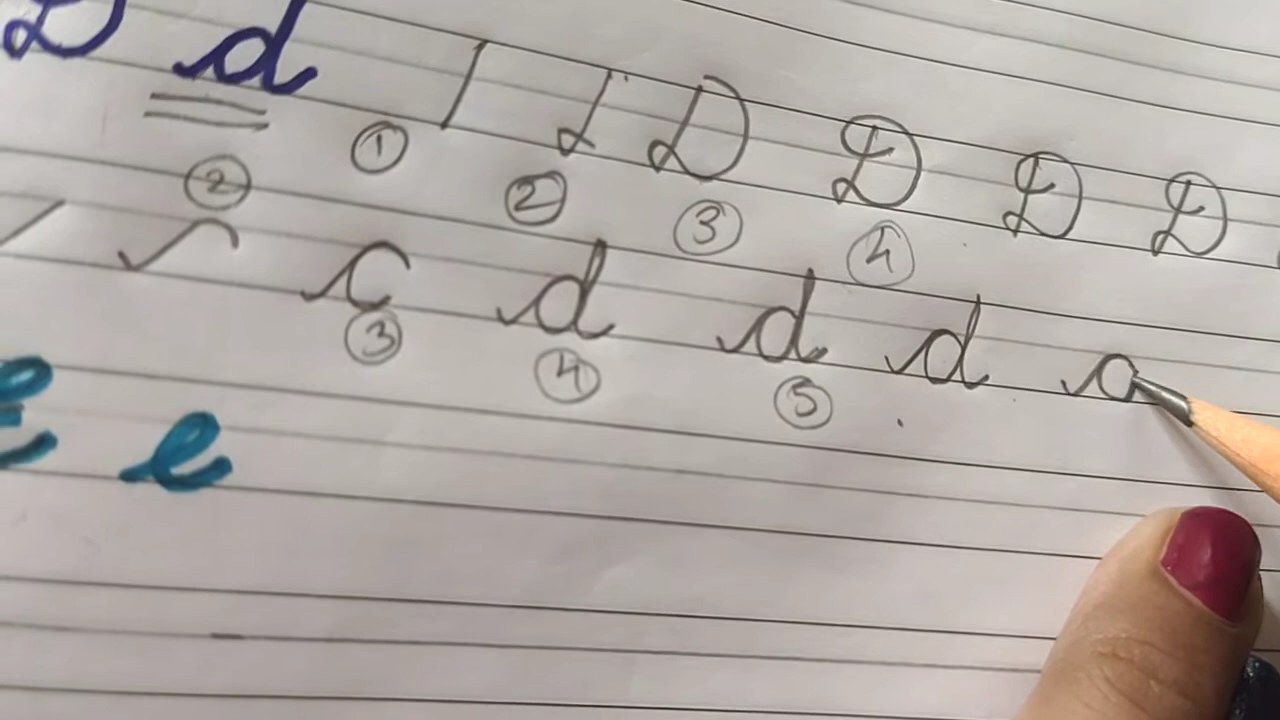 D d
D D D D
① ② ③ 4
② c d d d
③ 4 5
E e